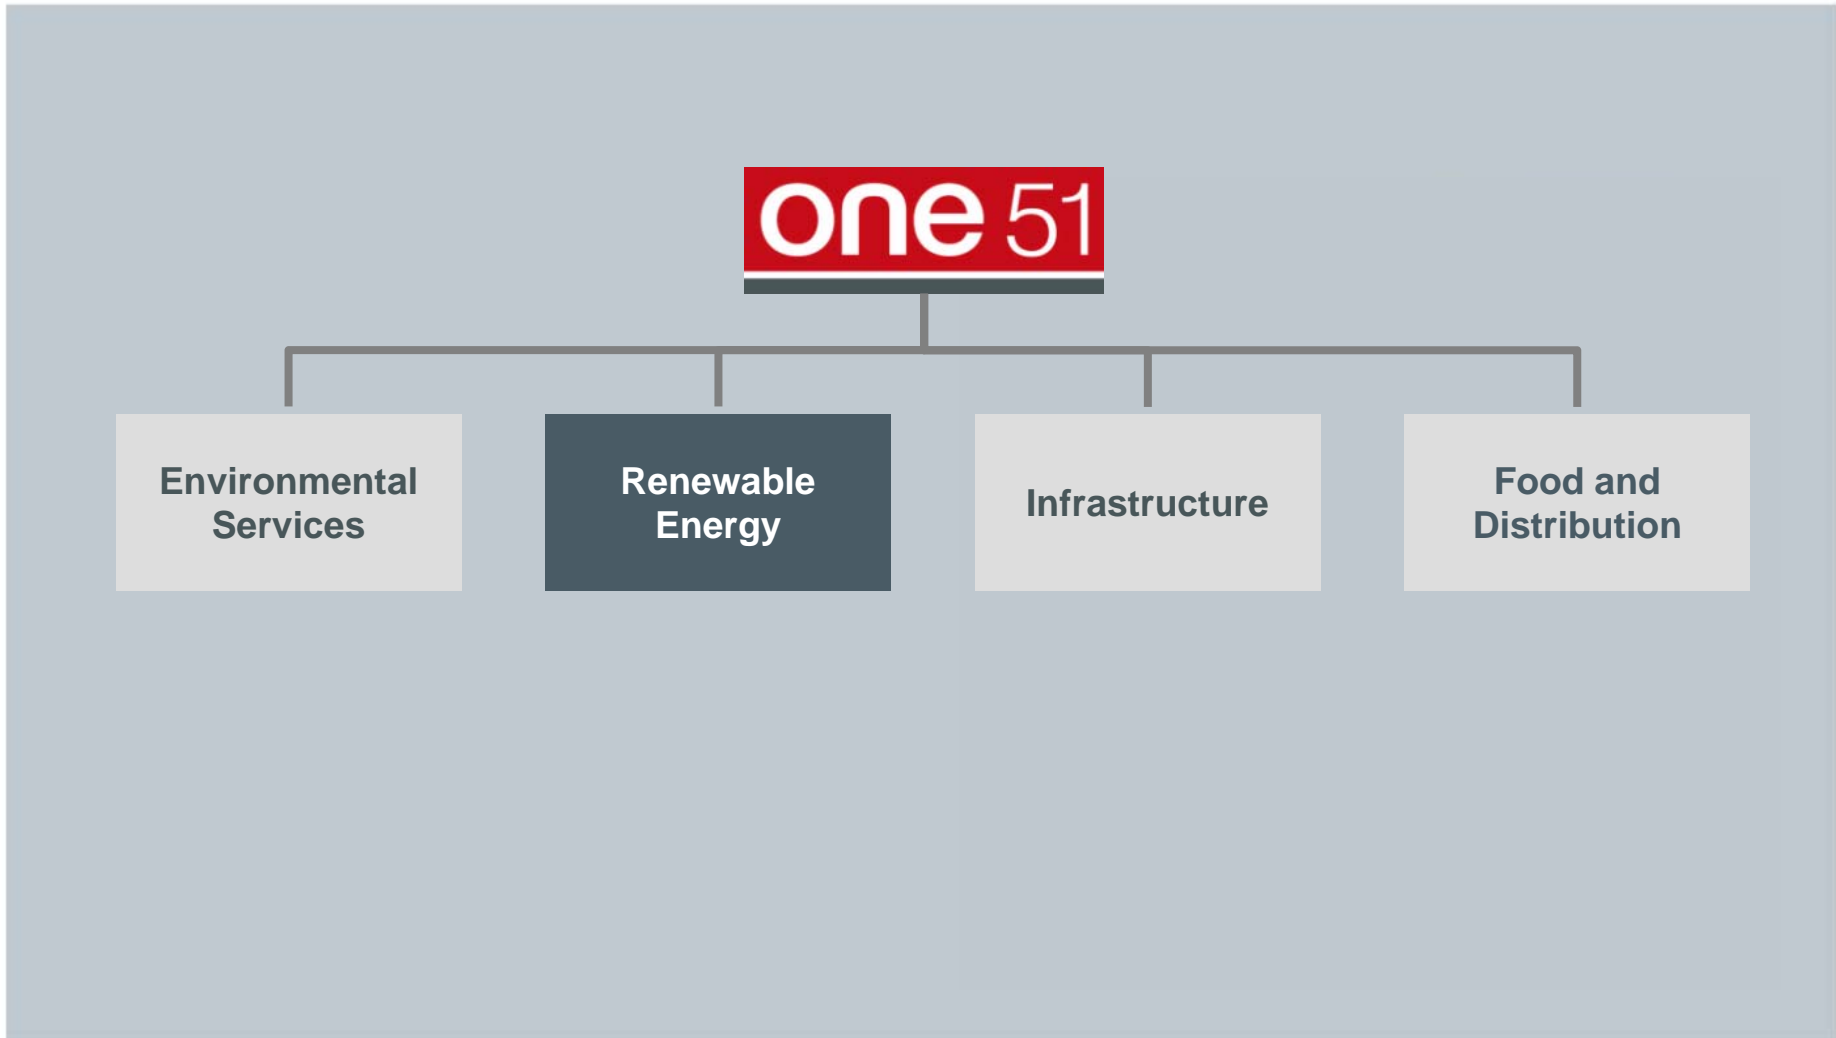 one 51
Environmental
Services
Renewable
Energy
Infrastructure
Food and
Distribution